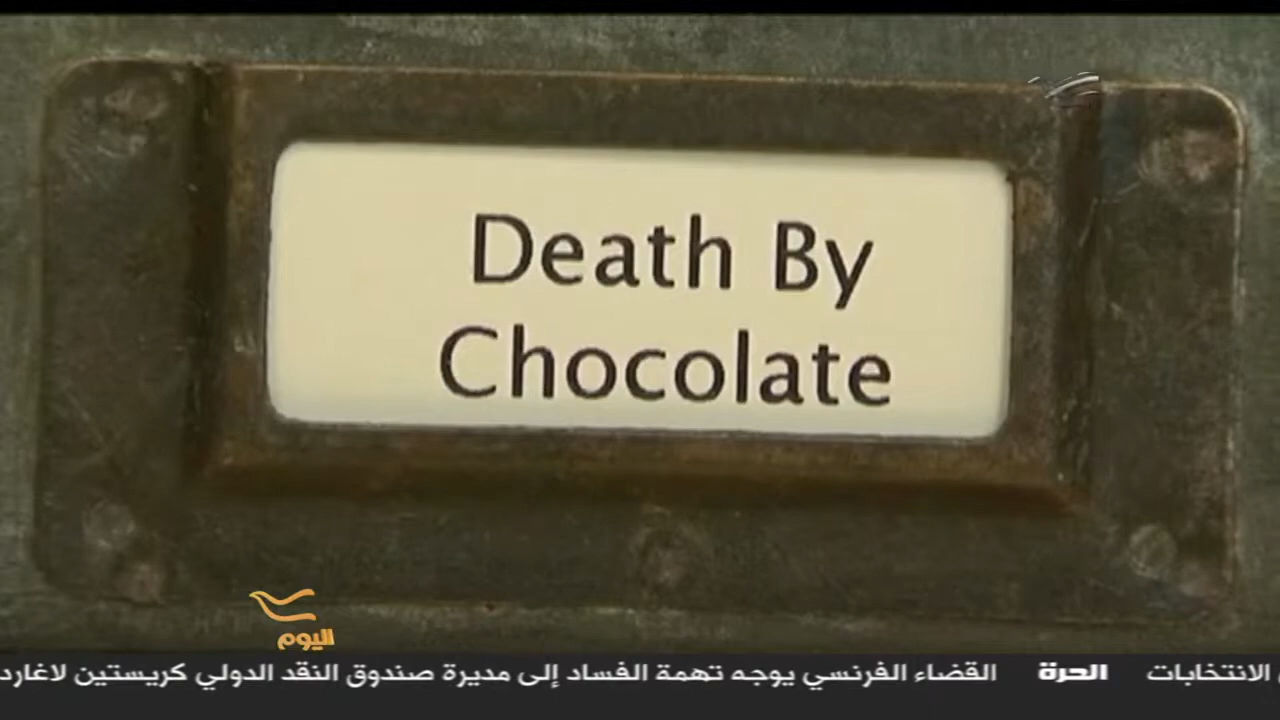 Death By
Chocolate
اليوم
الانتخابات الحرة القضاء الفرنسي يوجه تهمة الفساد إلى مديرة صندوق النقد الدولي كريستين لاغارد